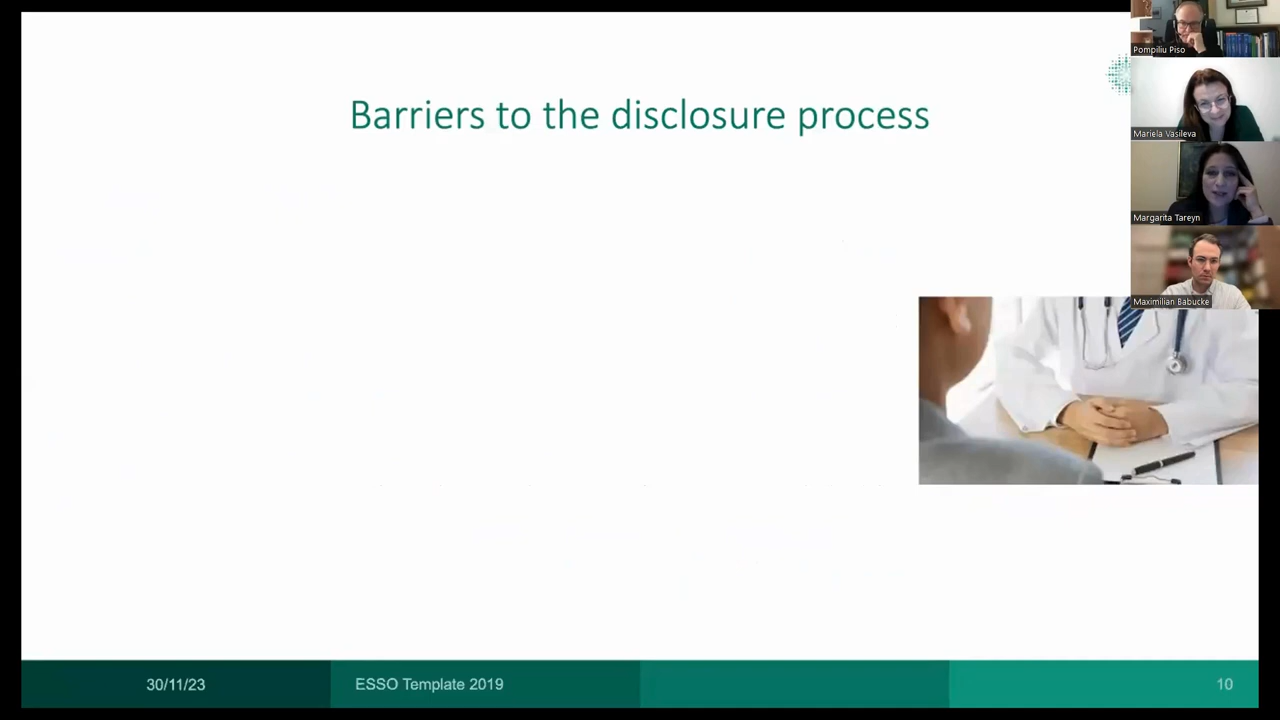 Barriers to the disclosure process
Pompiliu Piso
Mariela Vasileva
Margarita Tareyn
Maximilian Babucke
30/11/23
ESSO Template 2019
10